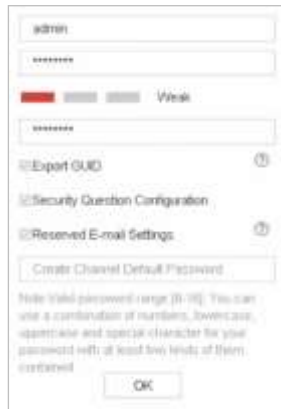 admin
********
Weak
********
Export GUID
Security Question Configuration
Reserved E-mail Settings
Create Channel Default Password
Note:Valid password range [8-16]. You can
use a combination of numbers, lowercase,
uppercase and special character for your
password with at least two kinds of them
contained.
OK